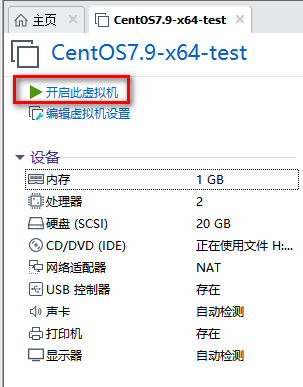 主页 × CentOS7.9-x64-test ×
CentOS7.9-x64-test
开启此虚拟机
编辑虚拟机设置
设备
内存 1 GB
处理器 2
硬盘 (SCSI) 20 GB
CD/DVD (IDE) 正在使用文件 H:...
网络适配器 NAT
USB 控制器 存在
声卡 自动检测
打印机 存在
显示器 自动检测